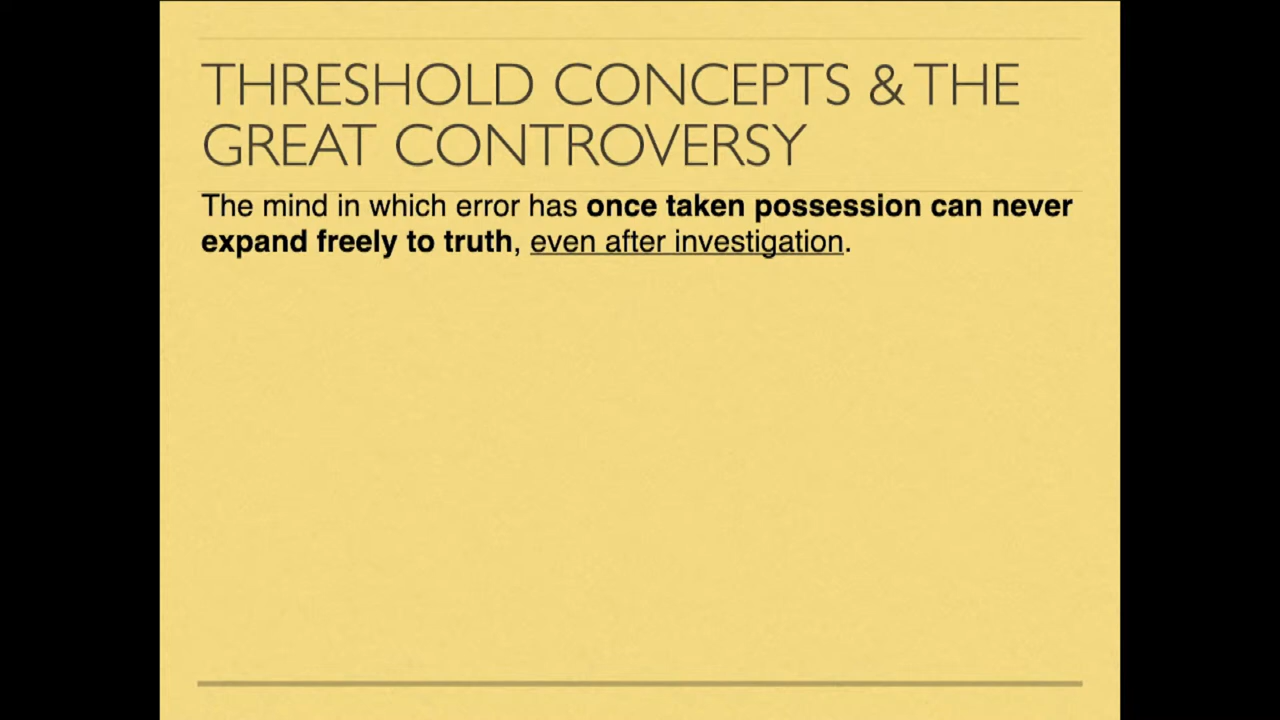 THRESHOLD CONCEPTS & THE
GREAT CONTROVERSY
The mind in which error has once taken possession can never
expand freely to truth, even after investigation.